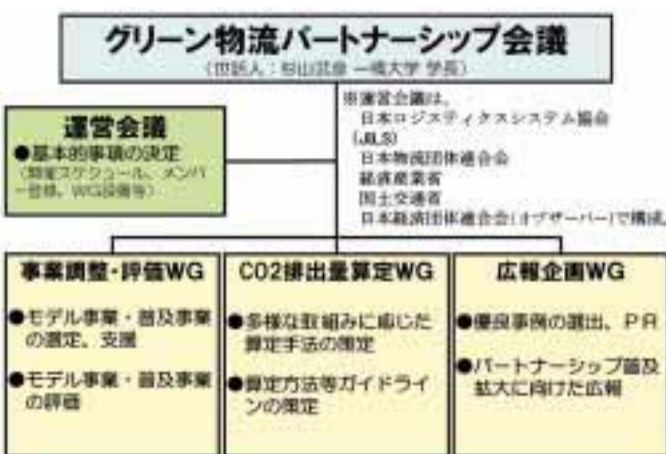 グリーン物流パートナーシップ会議
(世話人：杉山武彦 一橋大学 学長)
運営会議
●基本的事項の決定
(開催スケジュール、メンバ
ー登録、WG設置等)
※運営会議は、
日本ロジスティクスシステム協会
(JILS)
日本物流団体連合会
経済産業省
国土交通省
日本経済団体連合会(オブザーバー)で構成。
事業調整・評価WG
●モデル事業・普及事業
の選定、支援
●モデル事業・普及事業
の評価
CO2排出量算定WG
●多様な取組みに応じた
算定手法の策定
●算定方法等ガイドライ
ンの策定
広報企画WG
●優良事例の選出、ＰＲ
●パートナーシップ普及
拡大に向けた広報